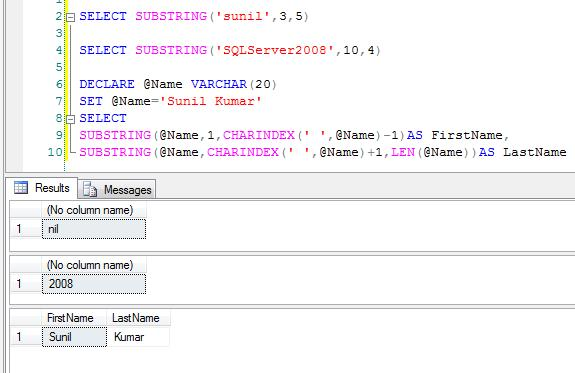 1
2 SELECT SUBSTRING('sunil',3,5)
3
4 SELECT SUBSTRING('SQLServer2008',10,4)
5
6 DECLARE @Name VARCHAR(20)
7 SET @Name='Sunil Kumar'
8 SELECT
9 SUBSTRING(@Name,1,CHARINDEX(' ',@Name)-1)AS FirstName,
10 SUBSTRING(@Name,CHARINDEX(' ',@Name)+1,LEN(@Name))AS LastName
Results Messages
(No column name)
1 nil
(No column name)
1 2008
FirstName LastName
1 Sunil Kumar